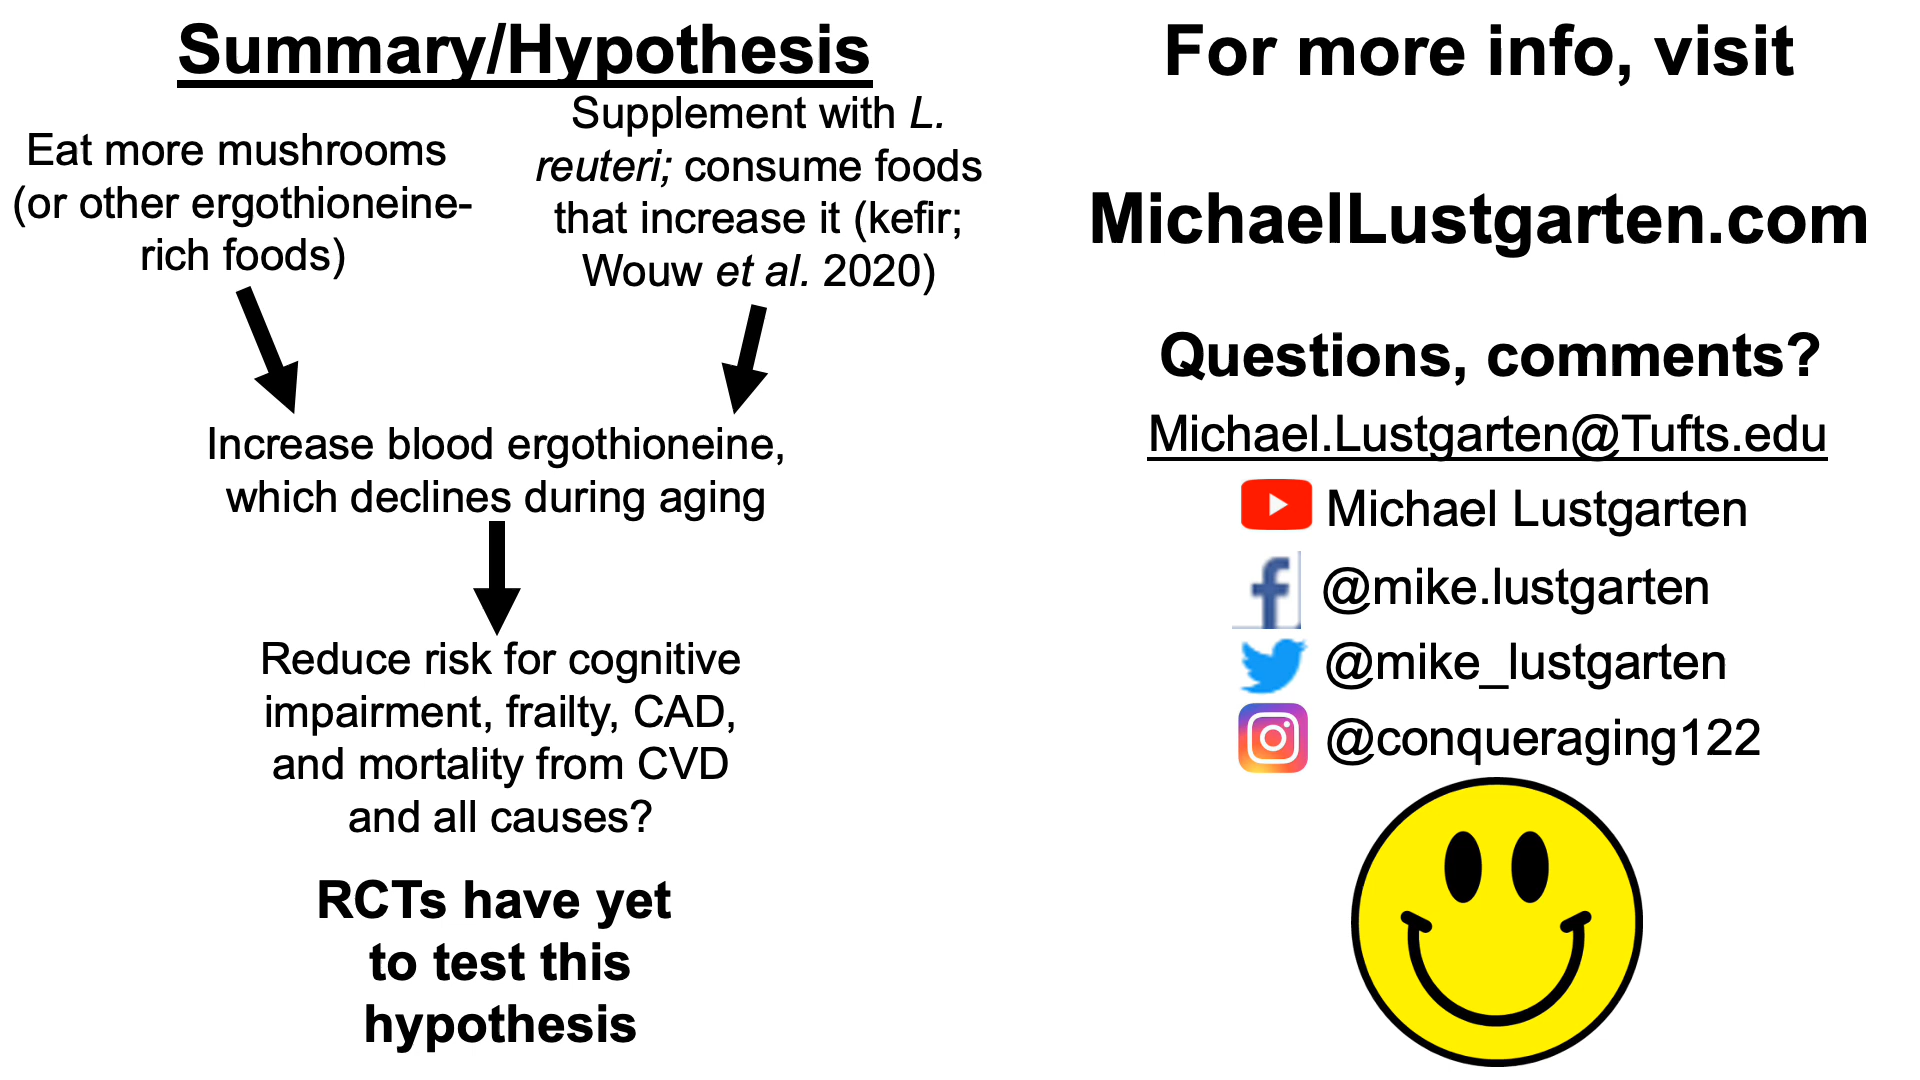 Summary/Hypothesis
Eat more mushrooms
(or other ergothioneine-
rich foods)
Supplement with L.
reuteri; consume foods
that increase it (kefir;
Wouw et al. 2020)
Increase blood ergothioneine,
which declines during aging
Reduce risk for cognitive
impairment, frailty, CAD,
and mortality from CVD
and all causes?
RCTs have yet
to test this
hypothesis
For more info, visit
MichaelLustgarten.com
Questions, comments?
Michael.Lustgarten@Tufts.edu
Michael Lustgarten
@mike.lustgarten
@mike_lustgarten
@conqueraging122